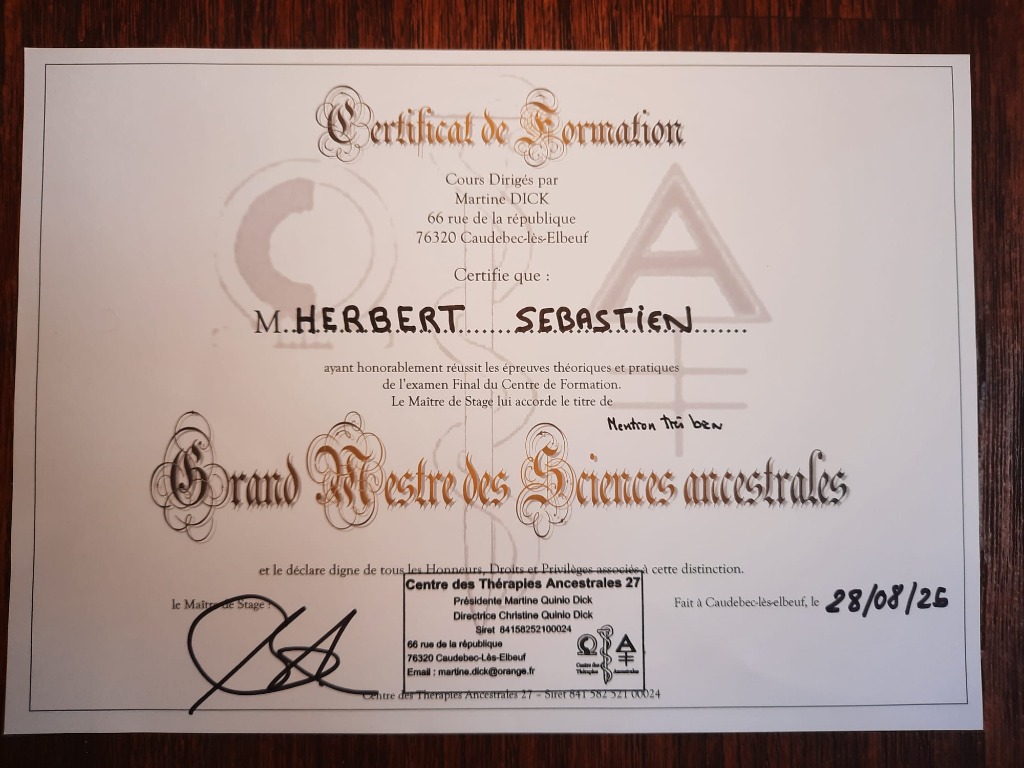 Certificat de Formation
Cours Dirigés par
Martine DICK
66 rue de la république
76320 Caudebec-lès-Elbeuf
Certifie que :
M..HERBERT......SEBASTIEN.......
ayant honorablement réussit les épreuves théoriques et pratiques
de l'examen Final du Centre de Formation.
Le Maître de Stage lui accorde le titre de
Mention Très bien
Grand Mestre des Sciences ancestrales
et le déclare digne de tous les Honneurs, Droits et Privilèges associés à cette distinction.
le Maître de Stage :
Fait à Caudebec-lès-elbeuf, le 28/08/25
Centre des Thérapies Ancestrales 27
Présidente Martine Quinio Dick
Directrice Christine Quinio Dick
Siret 84158252100024
66 rue de la république
76320 Caudebec-Lès-Elbeuf
Email : martine.dick@orange.fr
Centre des Thérapies Ancestrales
Centre des Thérapies Ancestrales 27 – Siret 841 582 521 00024